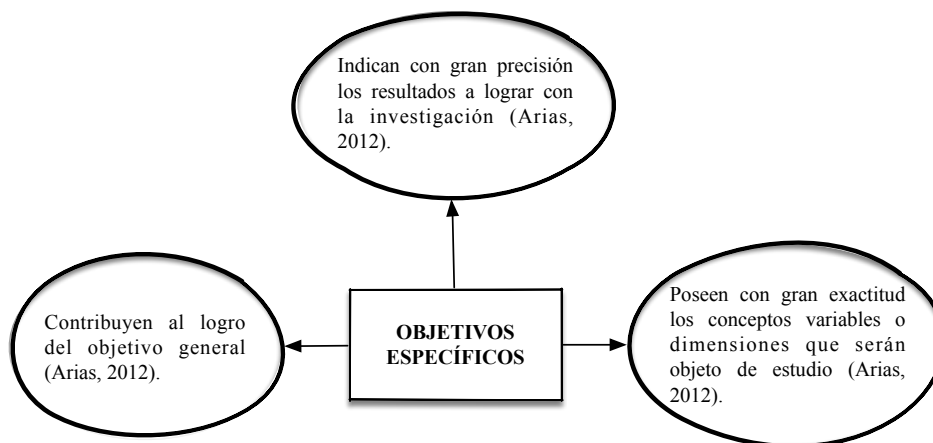 Indican con gran precisión
los resultados a lograr con
la investigación (Arias,
2012).
Contribuyen al logro
del objetivo general
(Arias, 2012).
OBJETIVOS
ESPECÍFICOS
Poseen con gran exactitud
los conceptos variables o
dimensiones que serán
objeto de estudio (Arias,
2012).